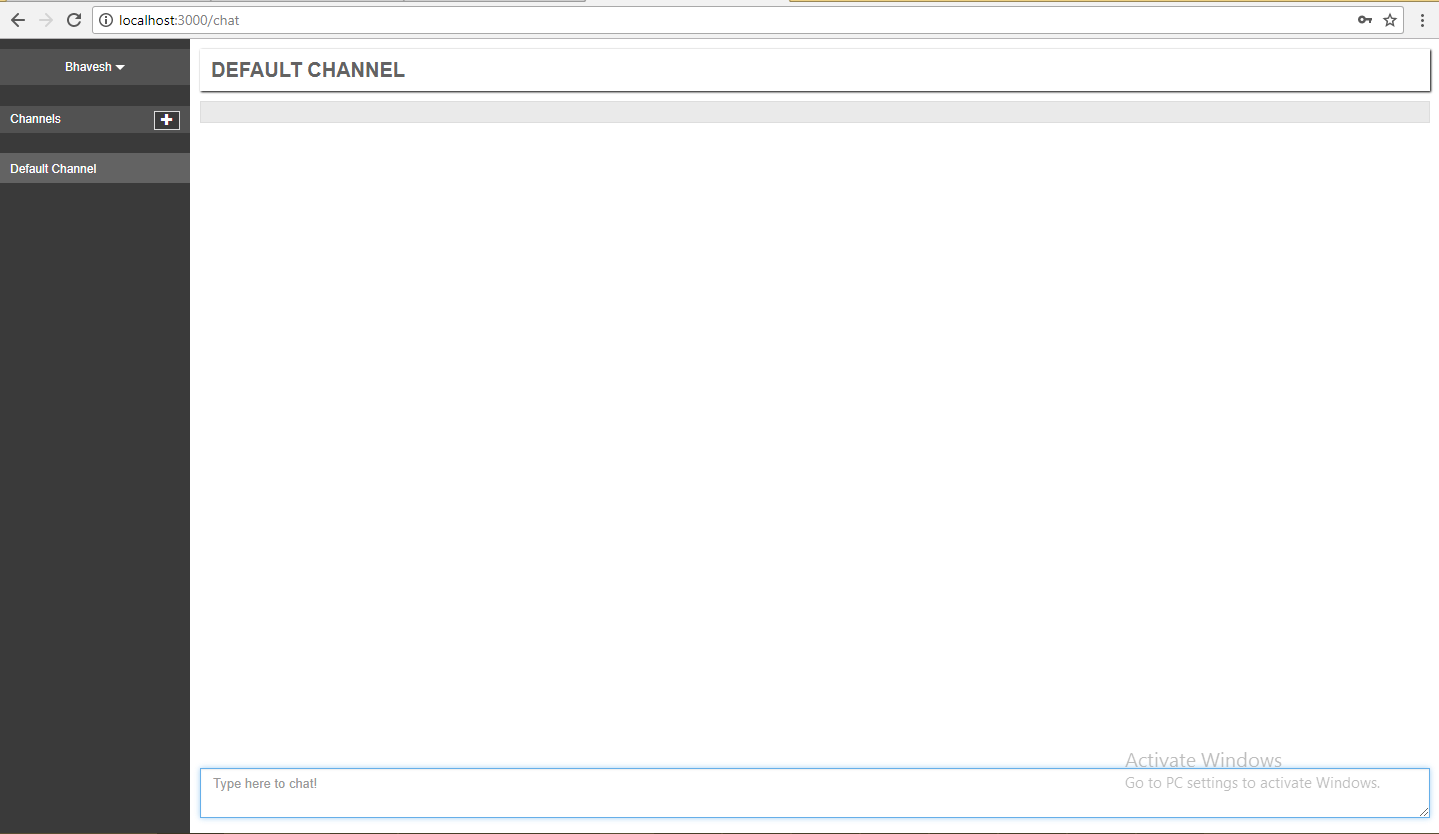 localhost:3000/chat
Bhavesh
Channels
Default Channel
DEFAULT CHANNEL
Type here to chat!
Activate Windows
Go to PC settings to activate Windows.